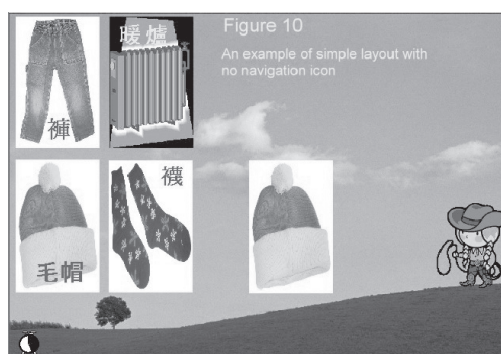 Figure 10
An example of simple layout with
no navigation icon
暖爐
褲
襪
毛帽